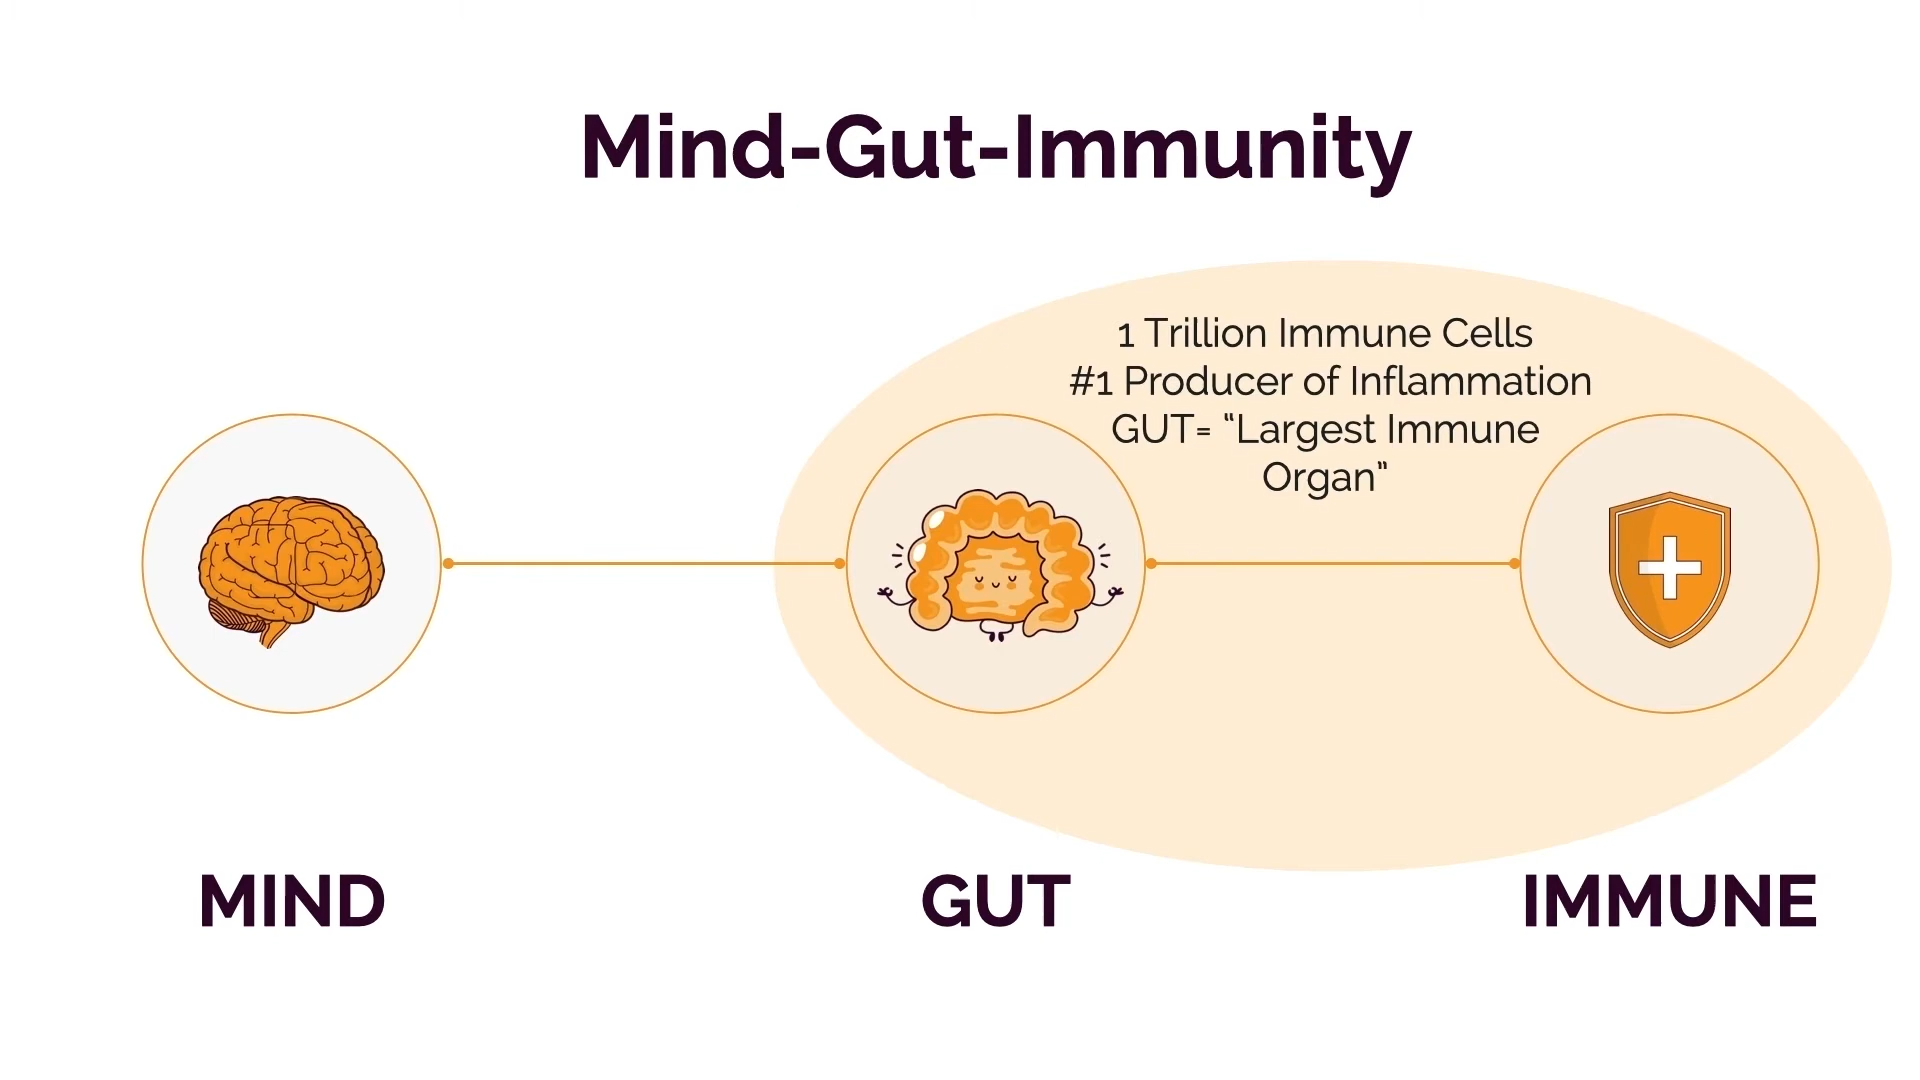 Mind-Gut-Immunity
1 Trillion Immune Cells
#1 Producer of Inflammation
GUT= “Largest Immune
Organ”
MIND
GUT
IMMUNE